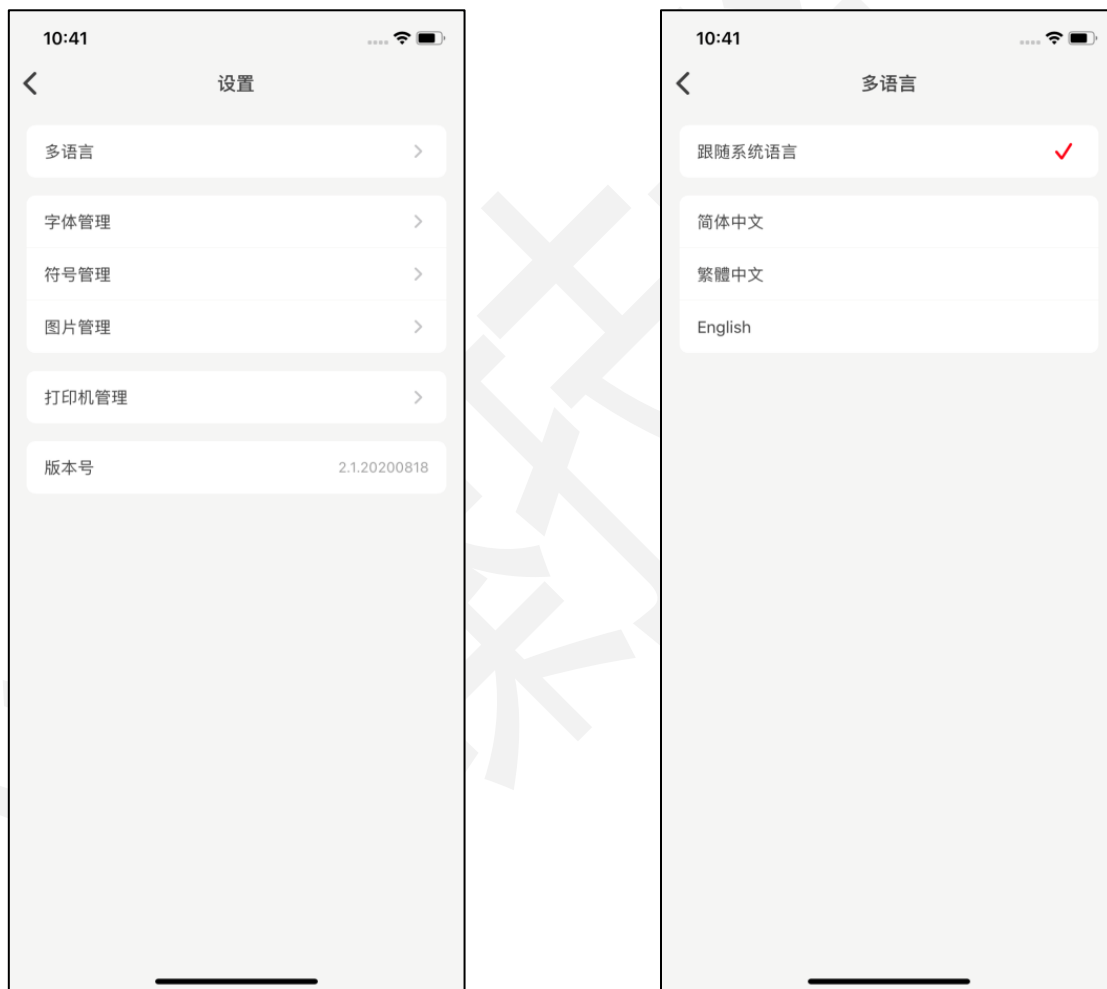 10:41
设置
多语言
字体管理
符号管理
图片管理
打印机管理
版本号 2.1.20200818
10:41
多语言
跟随系统语言
简体中文
繁體中文
English